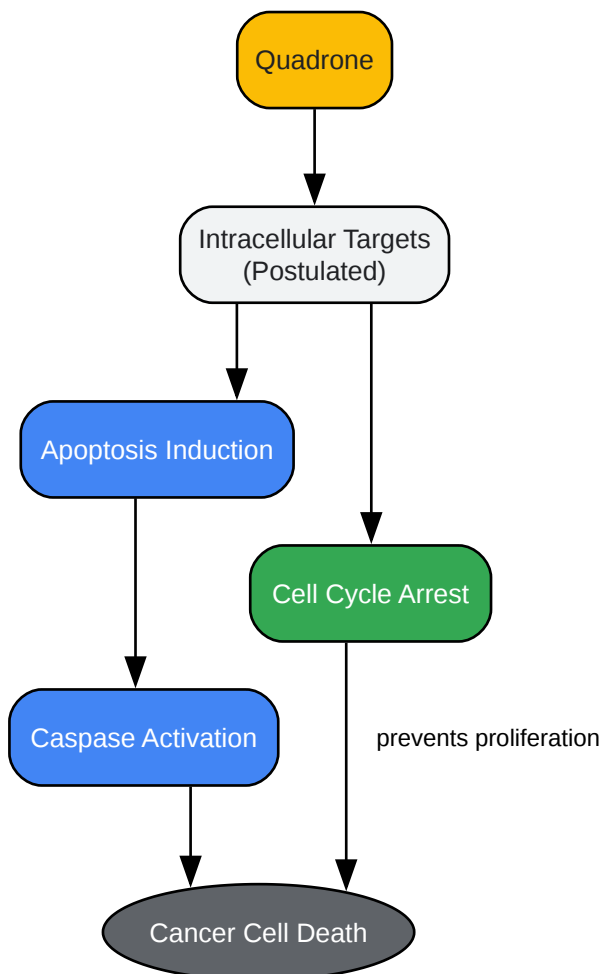 Quadrone
Intracellular Targets
(Postulated)
Apoptosis Induction
Cell Cycle Arrest
Caspase Activation
prevents proliferation
Cancer Cell Death